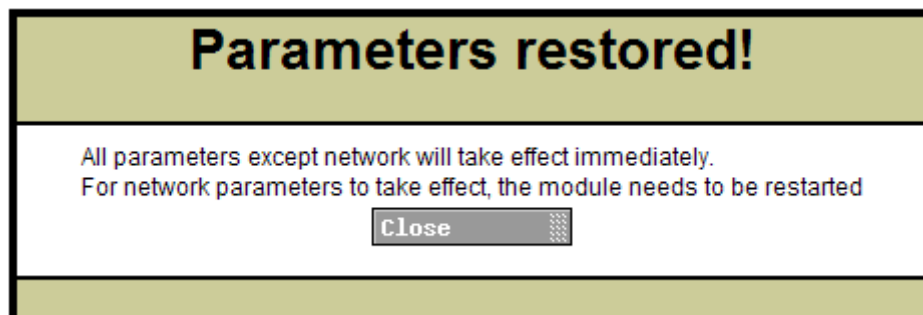 Parameters restored!
All parameters except network will take effect immediately.
For network parameters to take effect, the module needs to be restarted
Close